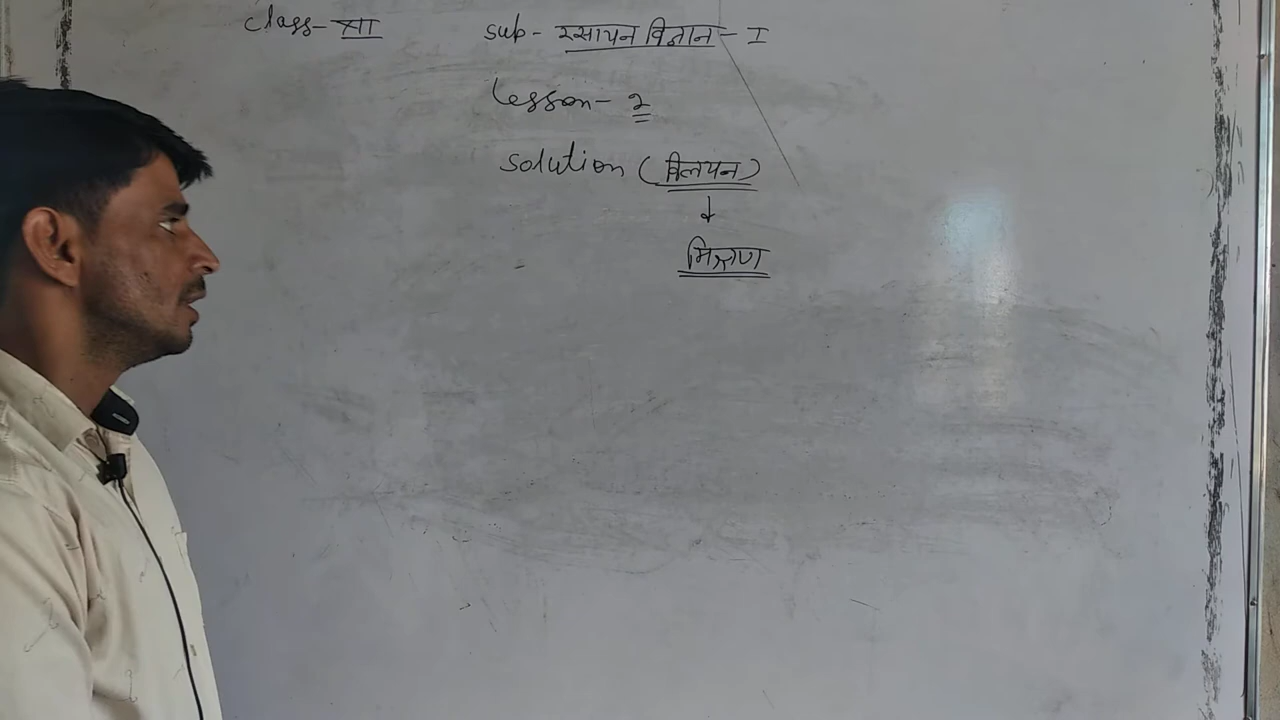 class- XII
sub- रसायन विज्ञान - I
Lesson- 2
solution (विलयन)
↓
मिश्रण